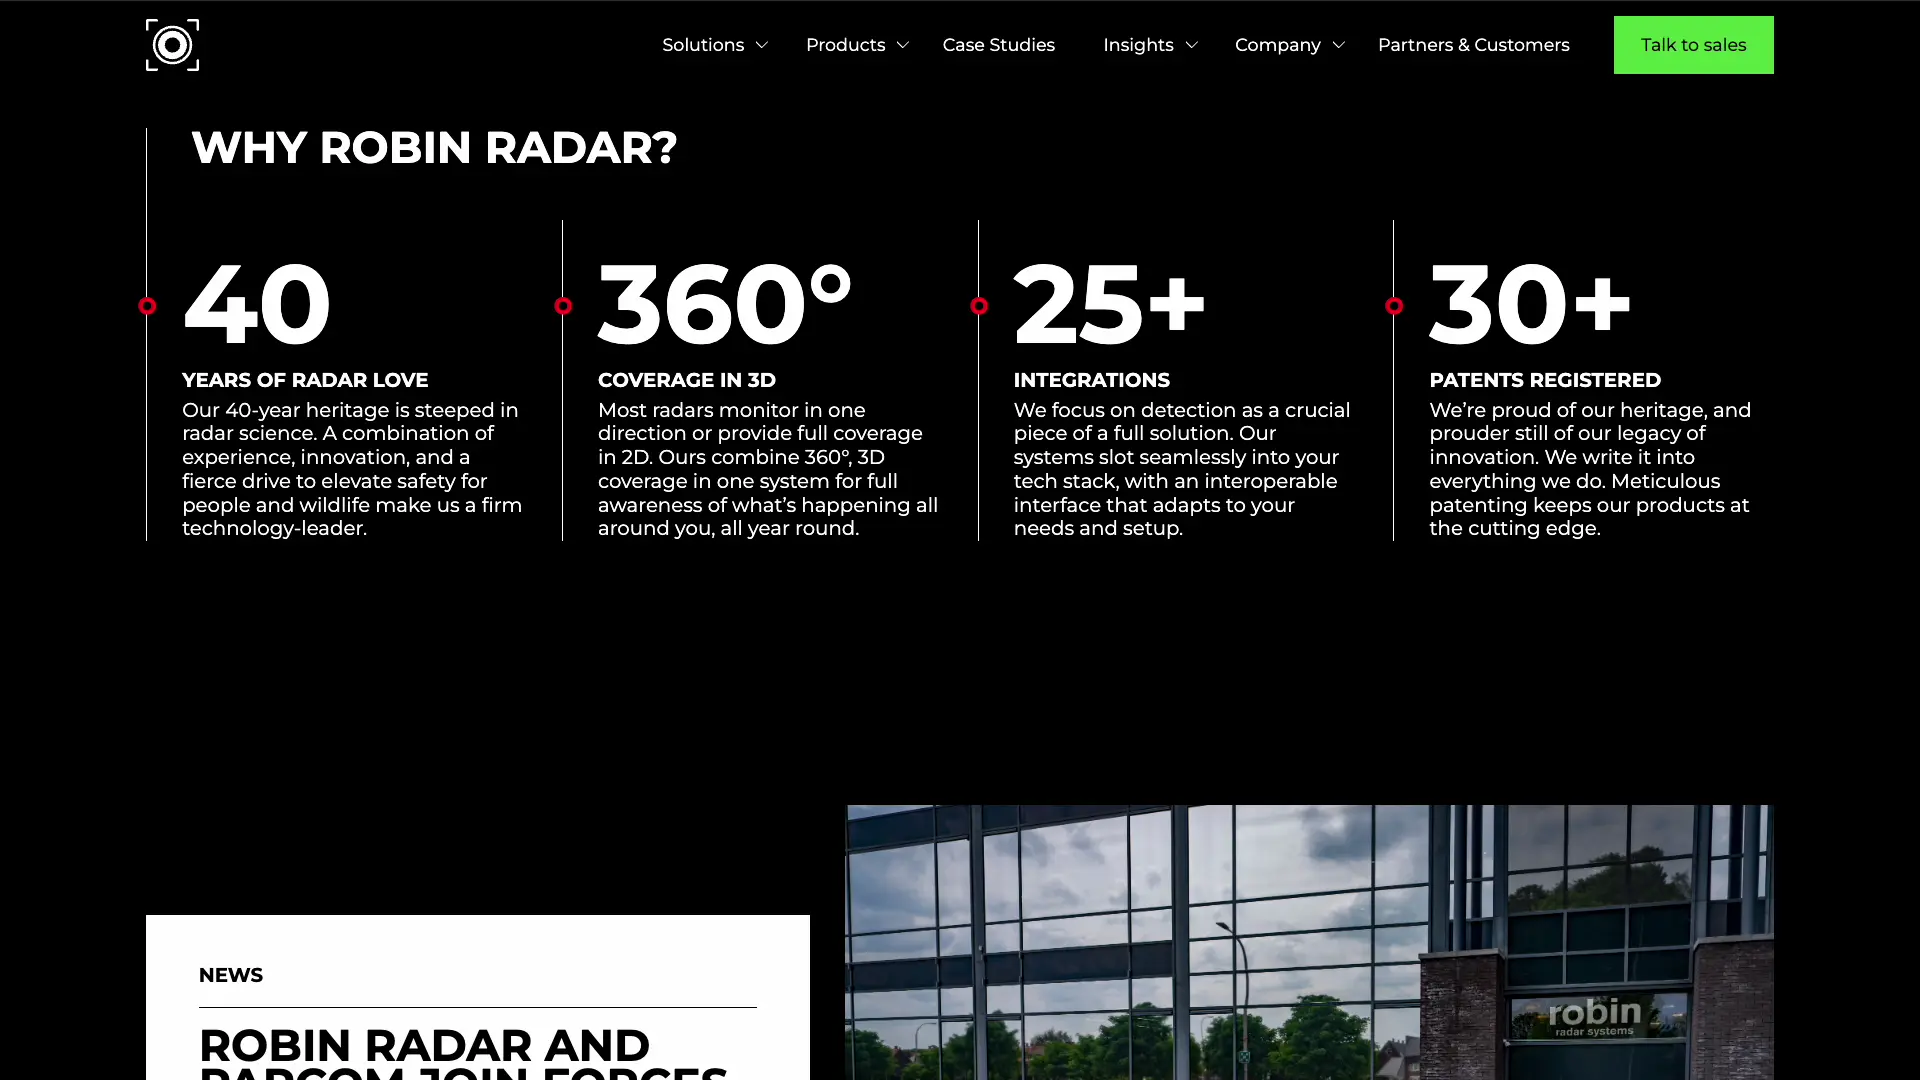 Solutions
Products
Case Studies
Insights
Company
Partners & Customers
Talk to sales
WHY ROBIN RADAR?
40
YEARS OF RADAR LOVE
Our 40-year heritage is steeped in
radar science. A combination of
experience, innovation, and a
fierce drive to elevate safety for
people and wildlife make us a firm
technology-leader.
360°
COVERAGE IN 3D
Most radars monitor in one
direction or provide full coverage
in 2D. Ours combine 360°, 3D
coverage in one system for full
awareness of what’s happening all
around you, all year round.
25+
INTEGRATIONS
We focus on detection as a crucial
piece of a full solution. Our
systems slot seamlessly into your
tech stack, with an interoperable
interface that adapts to your
needs and setup.
30+
PATENTS REGISTERED
We’re proud of our heritage, and
prouder still of our legacy of
innovation. We write it into
everything we do. Meticulous
patenting keeps our products at
the cutting edge.
NEWS
ROBIN RADAR AND
JOIN FORCES
robin
radar systems